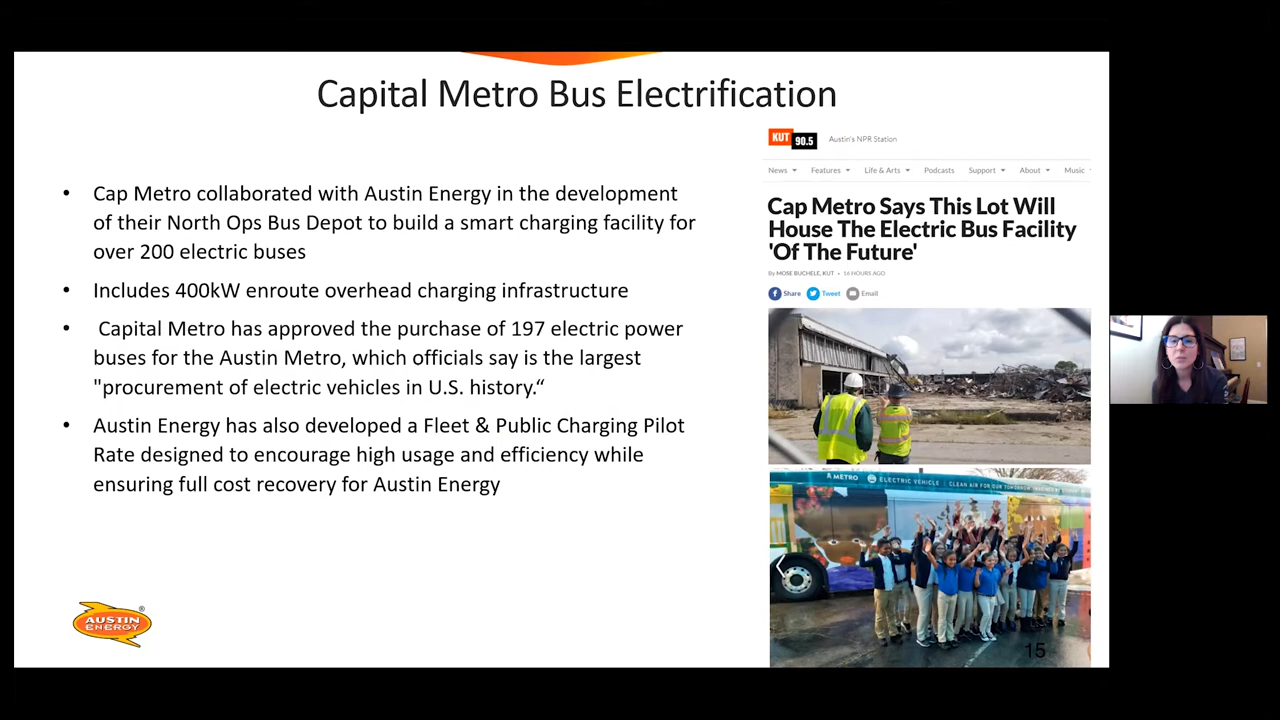 Capital Metro Bus Electrification
• Cap Metro collaborated with Austin Energy in the development
of their North Ops Bus Depot to build a smart charging facility for
over 200 electric buses
• Includes 400kW enroute overhead charging infrastructure
• Capital Metro has approved the purchase of 197 electric power
buses for the Austin Metro, which officials say is the largest
"procurement of electric vehicles in U.S. history.“
• Austin Energy has also developed a Fleet & Public Charging Pilot
Rate designed to encourage high usage and efficiency while
ensuring full cost recovery for Austin Energy
AUSTIN
ENERGY
®
KUT 90.5 Austin's NPR Station
News Features Life & Arts Podcasts Support About Music
Cap Metro Says This Lot Will
House The Electric Bus Facility
'Of The Future'
By MOSE BUCHELE, KUT • 16 HOURS AGO
Share Tweet Email
METRO ELECTRIC VEHICLE | CLEAN AIR FOR OUR TOMORROW
15